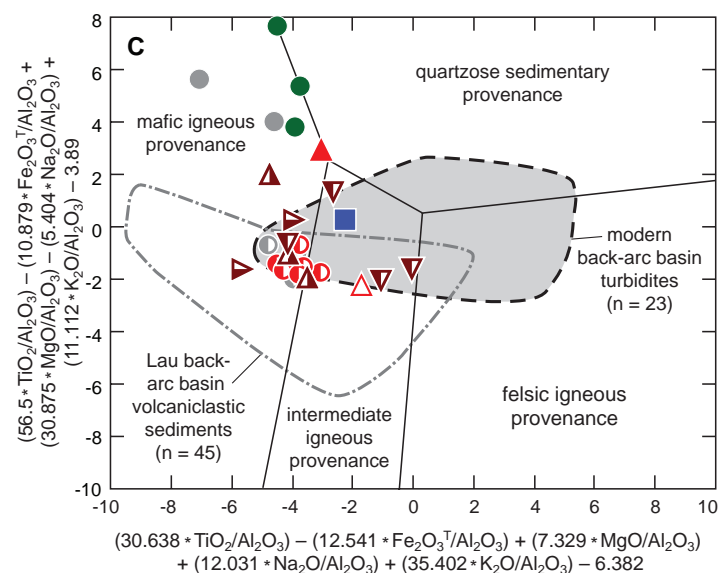 C
quartzose sedimentary
provenance
mafic igneous
provenance
modern
back-arc basin
turbidites
(n = 23)
Lau back-
arc basin
volcaniclastic
sediments
(n = 45)
intermediate
igneous
provenance
felsic igneous
provenance
8
6
4
2
0
-2
-4
-6
-8
-10
-10 -8 -6 -4 -2 0 2 4 6 8 10
(56.5 * TiO2/Al2O3) – (10.879 * Fe2O3T/Al2O3 +
(30.875 * MgO/Al2O3) – (5.404 * Na2O/Al2O3) +
(11.112 * K2O/Al2O3) – 3.89
(30.638 * TiO2/Al2O3) – (12.541 * Fe2O3T/Al2O3) + (7.329 * MgO/Al2O3)
+ (12.031 * Na2O/Al2O3) + (35.402 * K2O/Al2O3) – 6.382